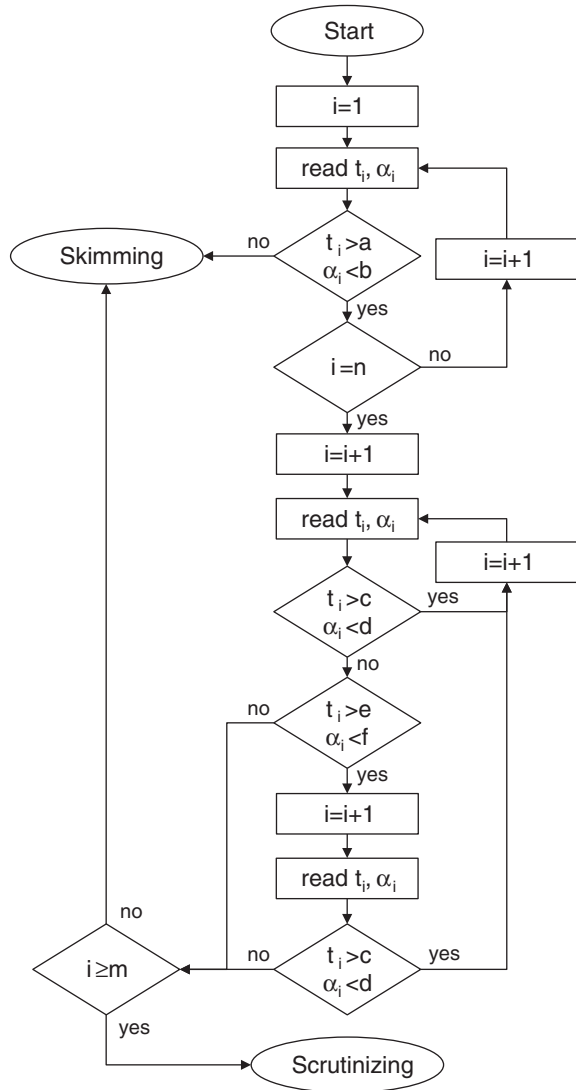 Start
i=1
read tᵢ, αᵢ
tᵢ>a
αᵢ<b
no
Skimming
i=i+1
yes
i=n
no
yes
i=i+1
read tᵢ, αᵢ
i=i+1
tᵢ>c
αᵢ<d
yes
no
tᵢ>e
αᵢ<f
no
yes
i=i+1
read tᵢ, αᵢ
no
i≥m
no
tᵢ>c
αᵢ<d
yes
yes
Scrutinizing